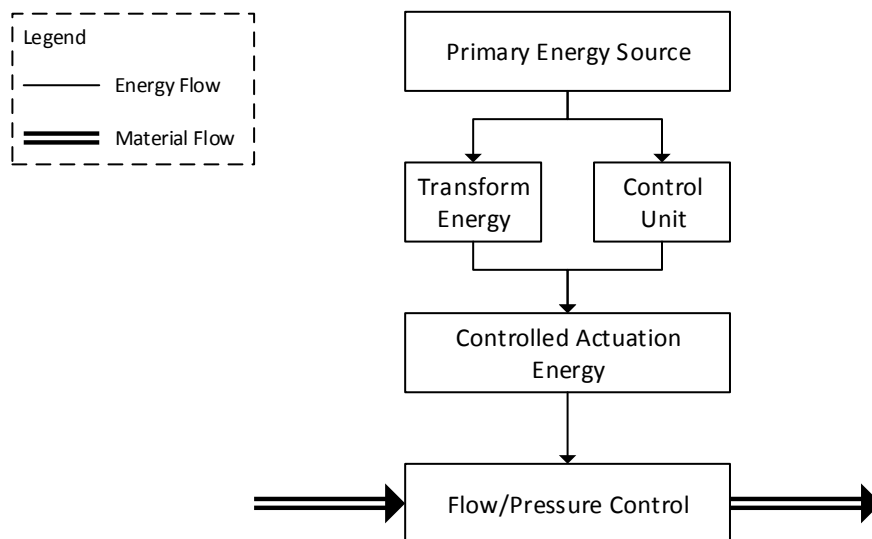 Legend
Energy Flow
Material Flow
Primary Energy Source
Transform
Energy
Control
Unit
Controlled Actuation
Energy
Flow/Pressure Control